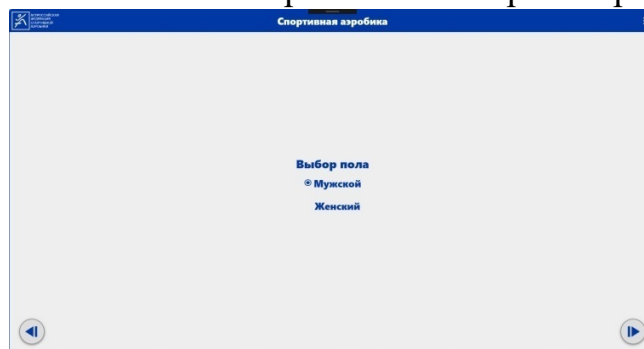 Спортивная аэробика
Выбор пола
Мужской
Женский